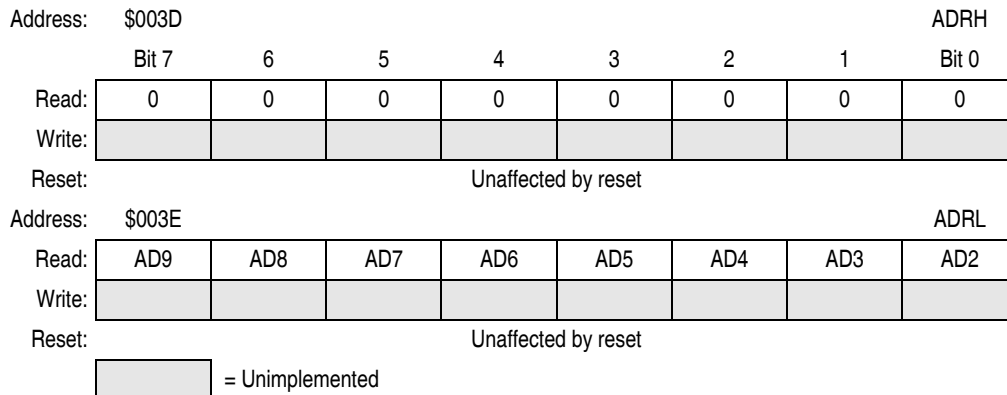 Address: $003D ADRH
Bit 7 6 5 4 3 2 1 Bit 0
Read: 0 0 0 0 0 0 0 0
Write:
Reset: Unaffected by reset
Address: $003E ADRL
Read: AD9 AD8 AD7 AD6 AD5 AD4 AD3 AD2
Write:
Reset: Unaffected by reset
= Unimplemented